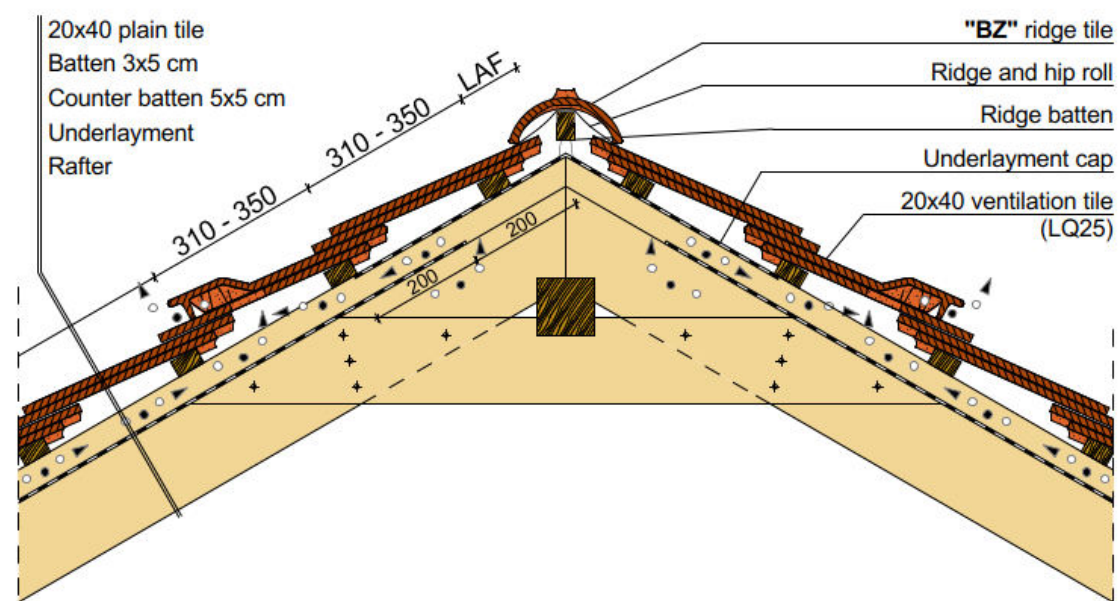 20x40 plain tile
Batten 3x5 cm
Counter batten 5x5 cm
Underlayment
Rafter
LAF
310 - 350
310 - 350
200
200
"BZ" ridge tile
Ridge and hip roll
Ridge batten
Underlayment cap
20x40 ventilation tile
(LQ25)